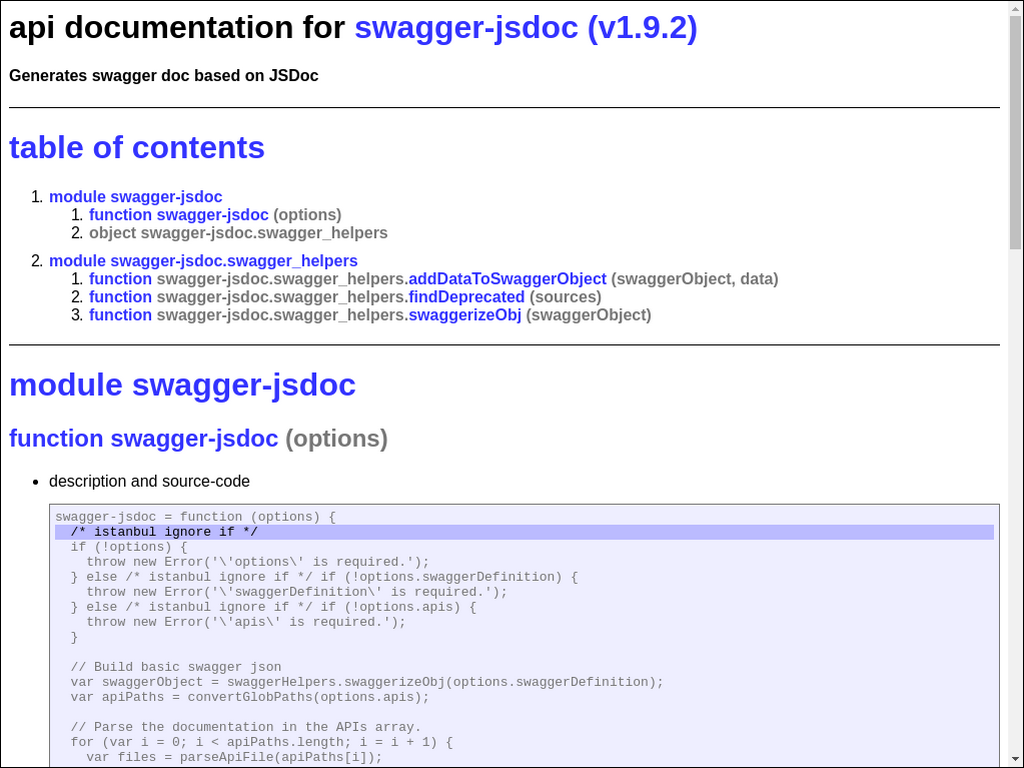 api documentation for swagger-jsdoc (v1.9.2)
Generates swagger doc based on JSDoc
table of contents
1. module swagger-jsdoc
1. function swagger-jsdoc (options)
2. object swagger-jsdoc.swagger_helpers
2. module swagger-jsdoc.swagger_helpers
1. function swagger-jsdoc.swagger_helpers.addDataToSwaggerObject (swaggerObject, data)
2. function swagger-jsdoc.swagger_helpers.findDeprecated (sources)
3. function swagger-jsdoc.swagger_helpers.swaggerizeObj (swaggerObject)
module swagger-jsdoc
function swagger-jsdoc (options)
• description and source-code
swagger-jsdoc = function (options) {
  /* istanbul ignore if */
  if (!options) {
    throw new Error('\'options\' is required.');
  } else /* istanbul ignore if */ if (!options.swaggerDefinition) {
    throw new Error('\'swaggerDefinition\' is required.');
  } else /* istanbul ignore if */ if (!options.apis) {
    throw new Error('\'apis\' is required.');
  }
  // Build basic swagger json
  var swaggerObject = swaggerHelpers.swaggerizeObj(options.swaggerDefinition);
  var apiPaths = convertGlobPaths(options.apis);
  // Parse the documentation in the APIs array.
  for (var i = 0; i < apiPaths.length; i = i + 1) {
    var files = parseApiFile(apiPaths[i]);